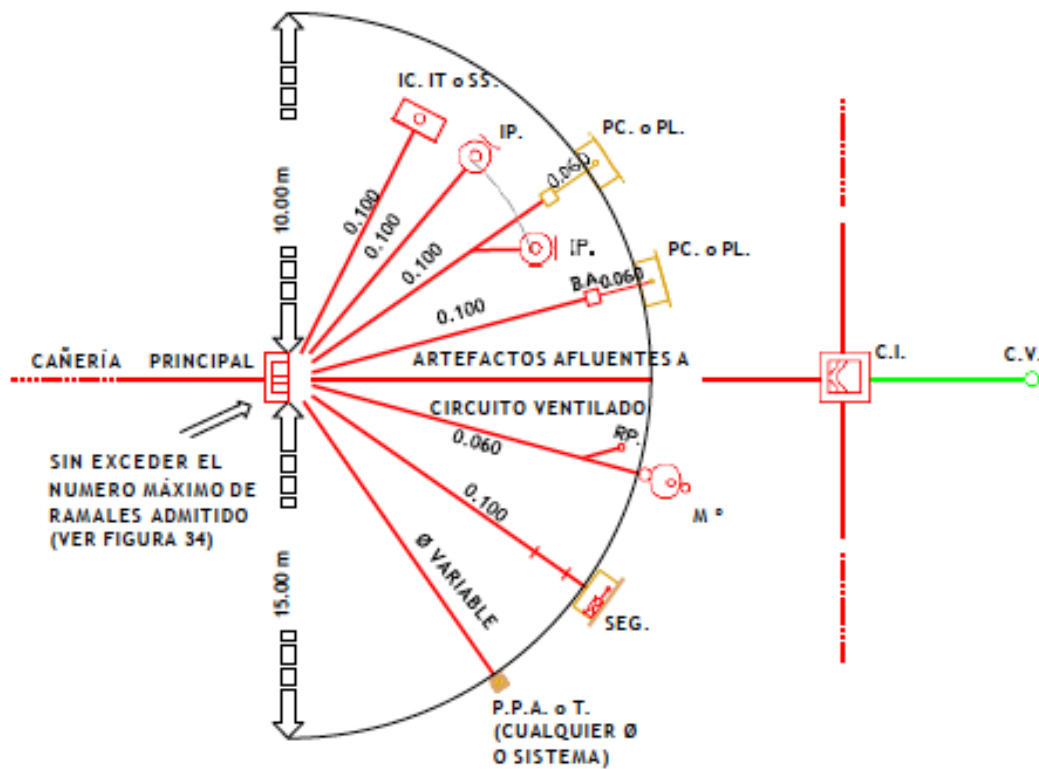 IC. IT o SS.
IP.
PC. o PL.
0.060
0.100
0.100
0.100
IP.
PC. o PL.
B.A.
0.060
0.100
10.00 m
CAÑERÍA PRINCIPAL
ARTEFACTOS AFLUENTES A
C.I.
C.V.
CIRCUITO VENTILADO
0.060
RP.
SIN EXCEDER EL
NUMERO MÁXIMO DE
RAMALES ADMITIDO
(VER FIGURA 34)
0.100
M º
15.00 m
Ø VARIABLE
SEG.
P.P.A. o T.
(CUALQUIER Ø
O SISTEMA)